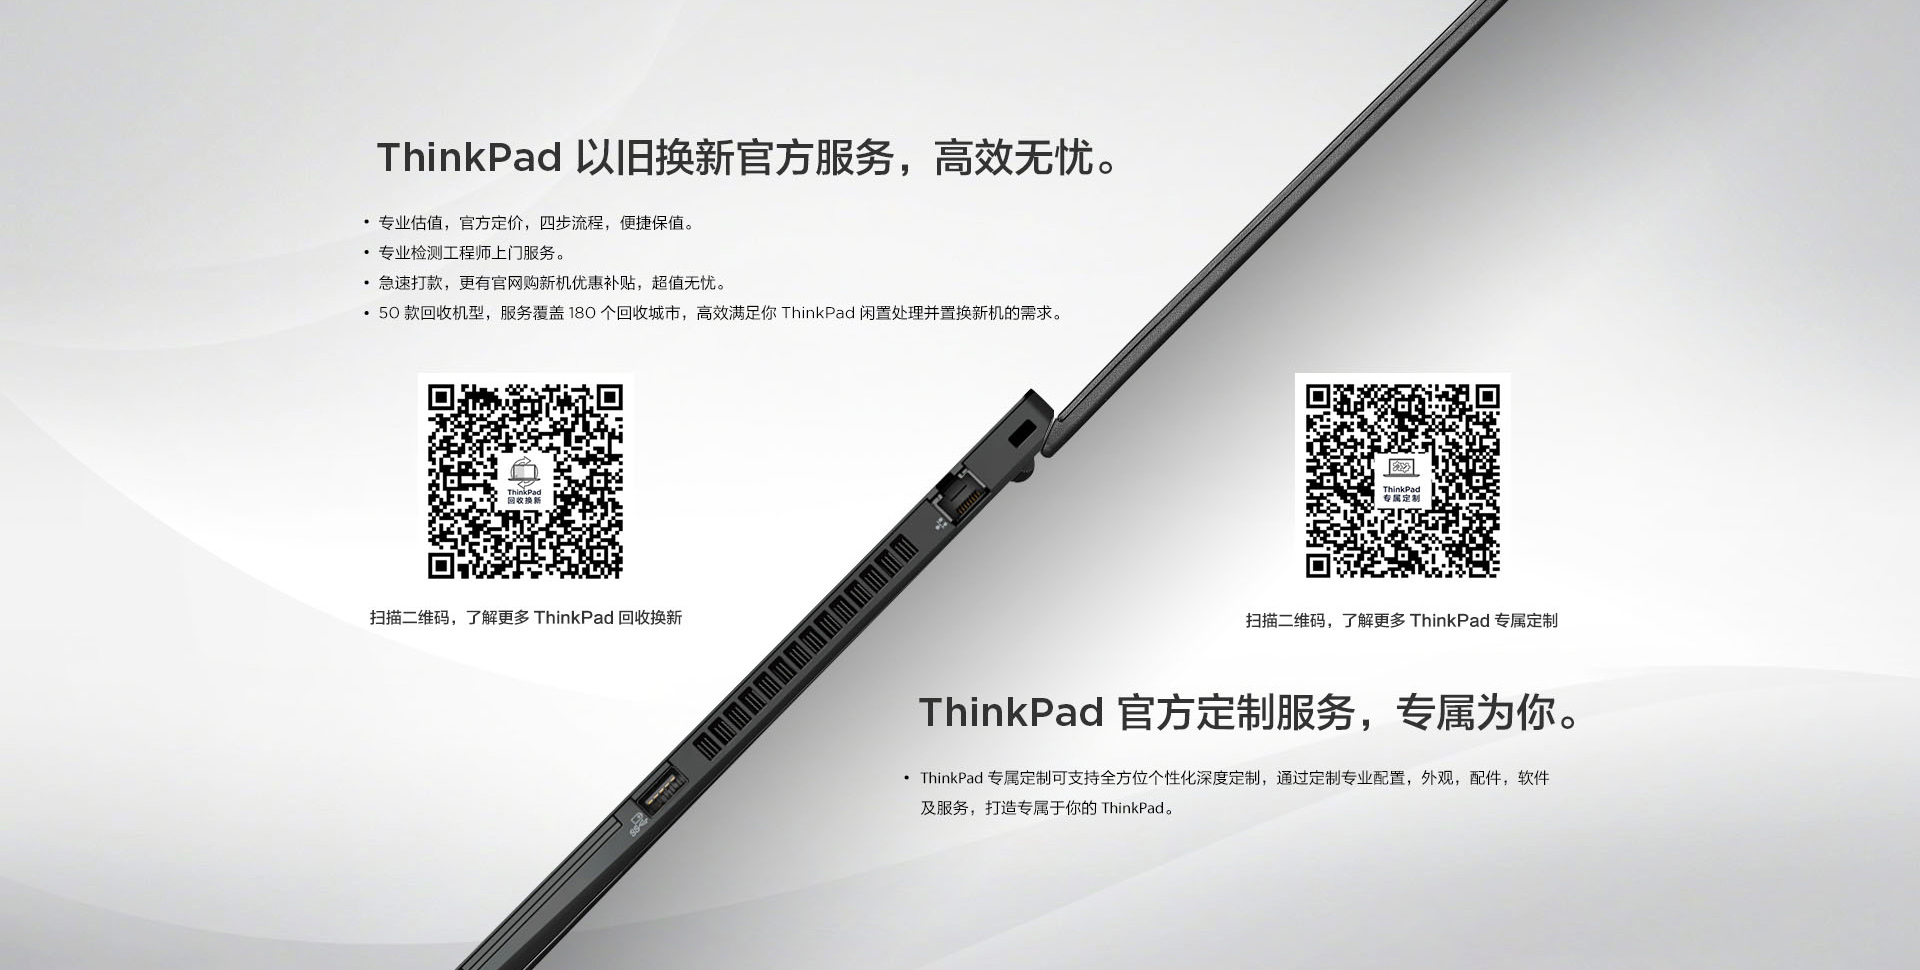 ThinkPad 以旧换新官方服务，高效无忧。
• 专业估值，官方定价，四步流程，便捷保值。
• 专业检测工程师上门服务。
• 急速打款，更有官网购新机优惠补贴，超值无忧。
• 50 款回收机型，服务覆盖 180 个回收城市，高效满足你 ThinkPad 闲置处理并置换新机的需求。
ThinkPad
回收换新
扫描二维码，了解更多 ThinkPad 回收换新
ThinkPad
专属定制
扫描二维码，了解更多 ThinkPad 专属定制
ThinkPad 官方定制服务，专属为你。
• ThinkPad 专属定制可支持全方位个性化深度定制，通过定制专业配置，外观，配件，软件
及服务，打造专属于你的 ThinkPad。